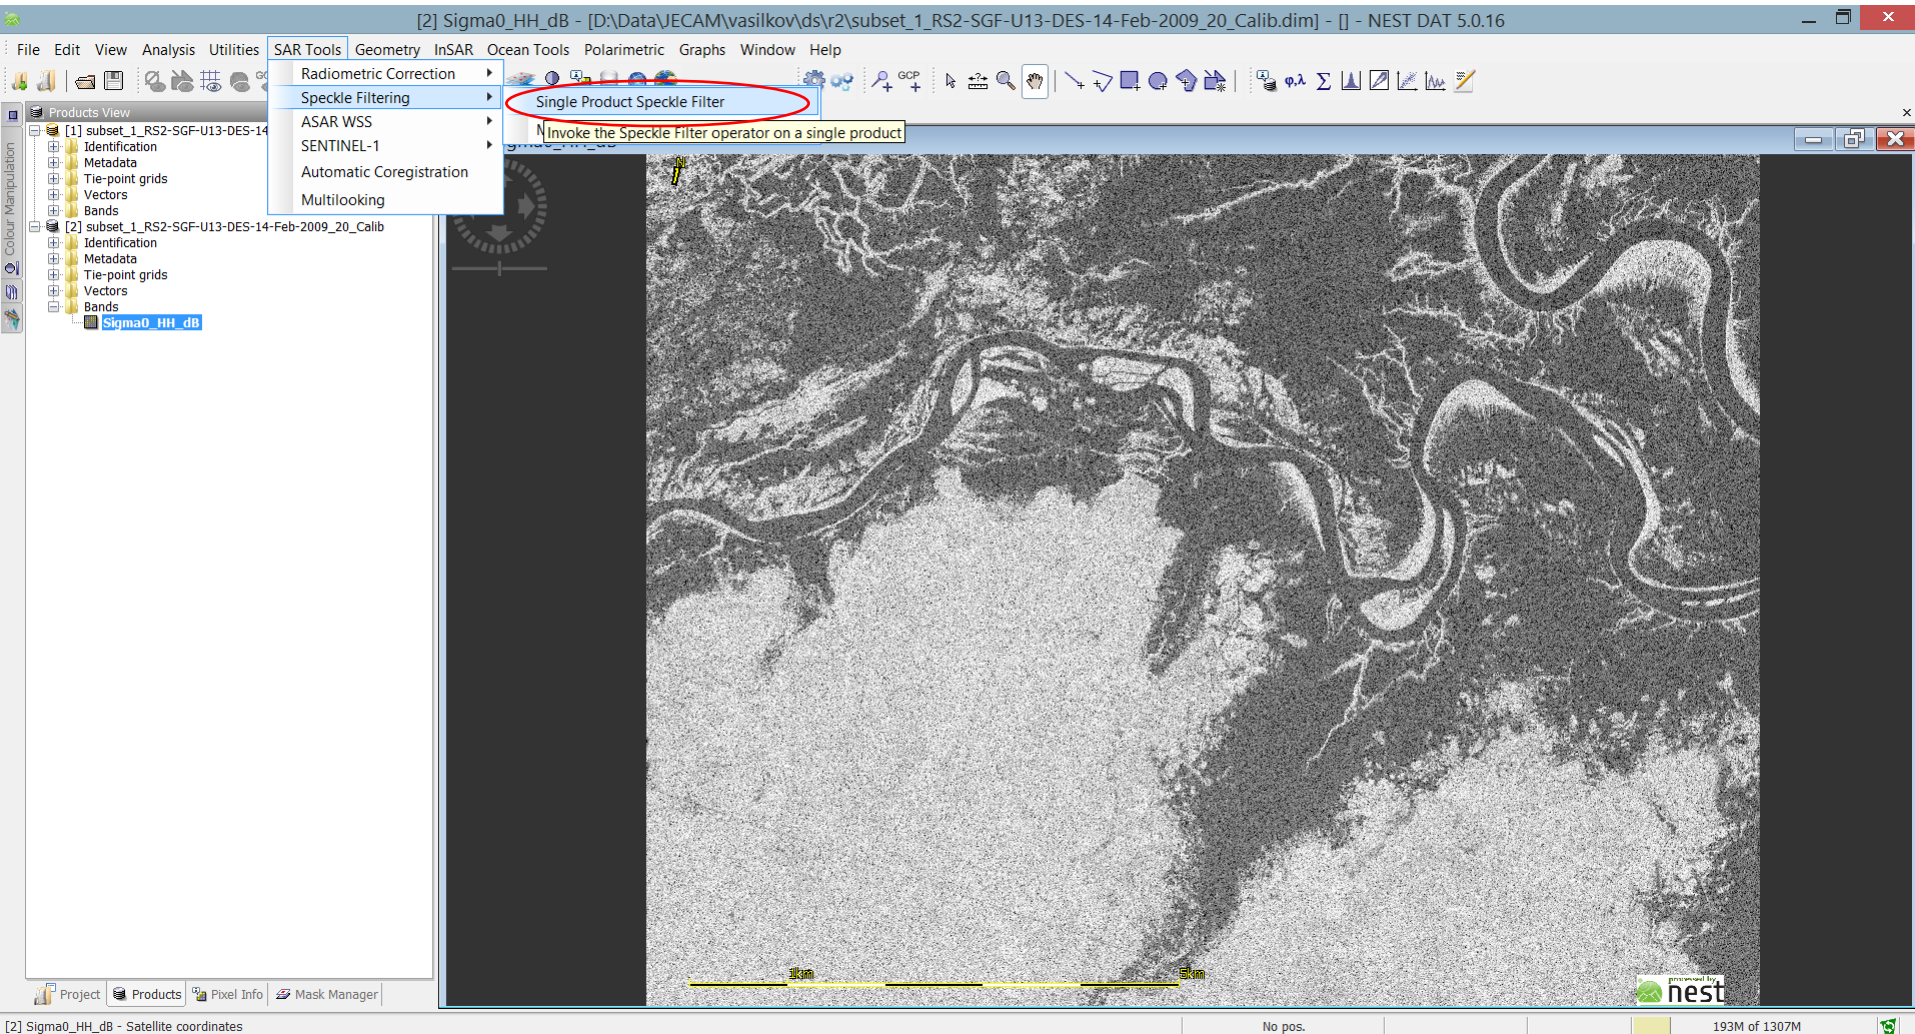 [2] Sigma0_HH_dB - [D:\Data\JECAM\vasilkov\ds\r2\subset_1_RS2-SGF-U13-DES-14-Feb-2009_20_Calib.dim] - [] - NEST DAT 5.0.16
File Edit View Analysis Utilities SAR Tools Geometry InSAR Ocean Tools Polarimetric Graphs Window Help
GCP φ,λ Σ
Radiometric Correction
Speckle Filtering
ASAR WSS
SENTINEL-1
Automatic Coregistration
Multilooking
Single Product Speckle Filter
Invoke the Speckle Filter operator on a single product
Products View
[1] subset_1_RS2-SGF-U13-DES-14
Identification
Metadata
Tie-point grids
Vectors
Bands
[2] subset_1_RS2-SGF-U13-DES-14-Feb-2009_20_Calib
Identification
Metadata
Tie-point grids
Vectors
Bands
Sigma0_HH_dB
Colour Manipulation
N
1km
5km
powered by
nest
Project Products Pixel Info Mask Manager
[2] Sigma0_HH_dB - Satellite coordinates
No pos.
193M of 1307M